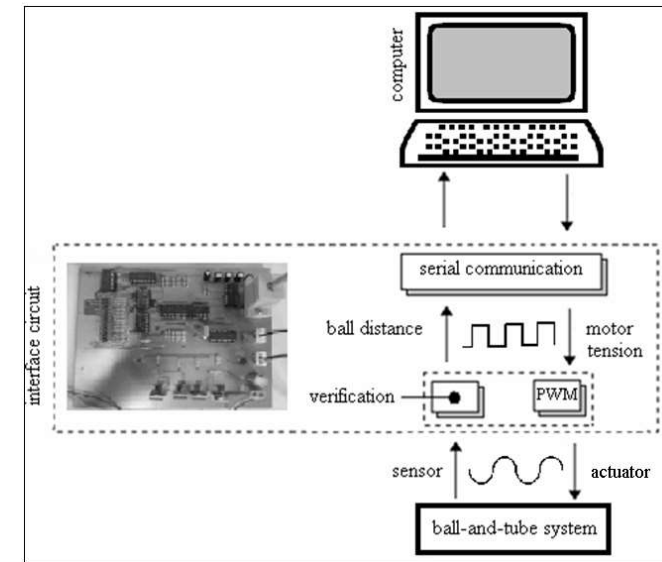 computer
serial communication
interface circuit
ball distance
motor
tension
verification
PWM
sensor
actuator
ball-and-tube system